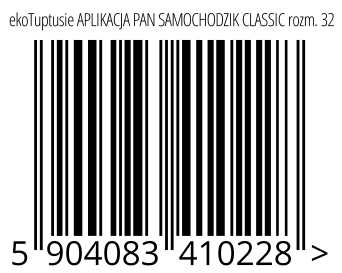 ekoTuptusie APLIKACJA PAN SAMOCHODZIK CLASSIC rozm. 32
5 904083 410228 >